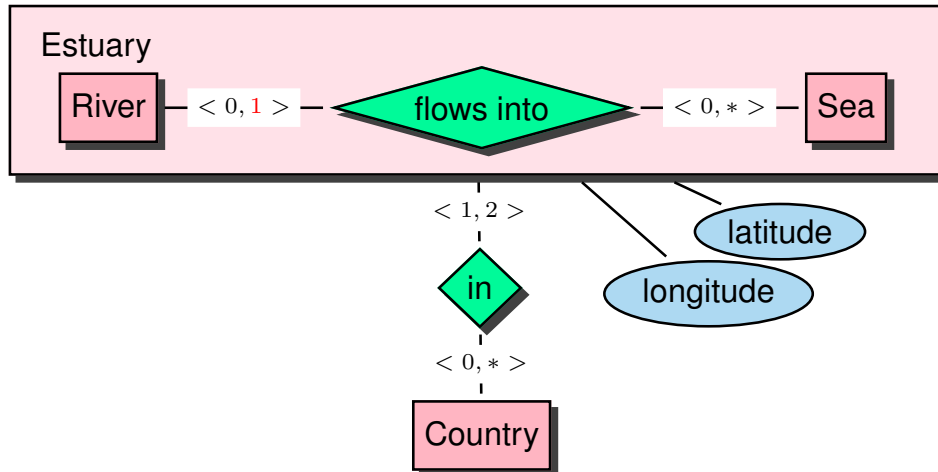 Estuary
River < 0, 1 > flows into < 0, * > Sea
< 1, 2 >
latitude
in
longitude
< 0, * >
Country